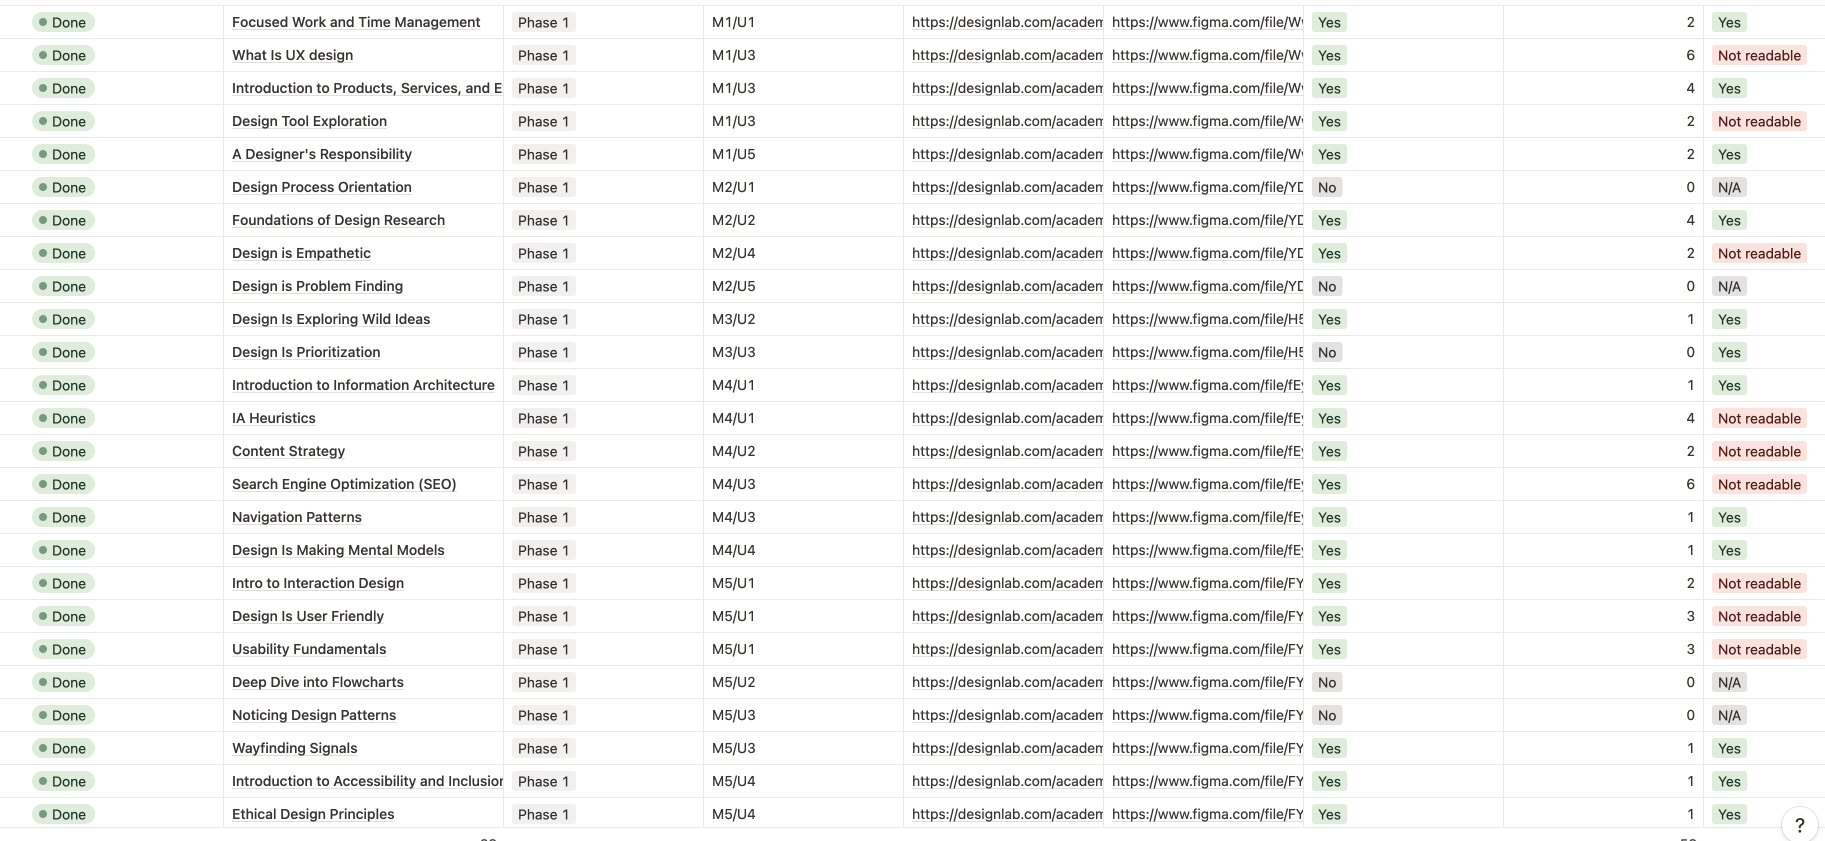 Done Focused Work and Time Management Phase 1 M1/U1 https://designlab.com/academ https://www.figma.com/file/W Yes 2 Yes
Done What Is UX design Phase 1 M1/U3 https://designlab.com/academ https://www.figma.com/file/W Yes 6 Not readable
Done Introduction to Products, Services, and E Phase 1 M1/U3 https://designlab.com/academ https://www.figma.com/file/W Yes 4 Yes
Done Design Tool Exploration Phase 1 M1/U3 https://designlab.com/academ https://www.figma.com/file/W Yes 2 Not readable
Done A Designer's Responsibility Phase 1 M1/U5 https://designlab.com/academ https://www.figma.com/file/W Yes 2 Yes
Done Design Process Orientation Phase 1 M2/U1 https://designlab.com/academ https://www.figma.com/file/YD No 0 N/A
Done Foundations of Design Research Phase 1 M2/U2 https://designlab.com/academ https://www.figma.com/file/YD Yes 4 Yes
Done Design is Empathetic Phase 1 M2/U4 https://designlab.com/academ https://www.figma.com/file/YD Yes 2 Not readable
Done Design is Problem Finding Phase 1 M2/U5 https://designlab.com/academ https://www.figma.com/file/YD No 0 N/A
Done Design Is Exploring Wild Ideas Phase 1 M3/U2 https://designlab.com/academ https://www.figma.com/file/H5 Yes 1 Yes
Done Design Is Prioritization Phase 1 M3/U3 https://designlab.com/academ https://www.figma.com/file/H5 No 0 Yes
Done Introduction to Information Architecture Phase 1 M4/U1 https://designlab.com/academ https://www.figma.com/file/fEy Yes 1 Yes
Done IA Heuristics Phase 1 M4/U1 https://designlab.com/academ https://www.figma.com/file/fEy Yes 4 Not readable
Done Content Strategy Phase 1 M4/U2 https://designlab.com/academ https://www.figma.com/file/fEy Yes 2 Not readable
Done Search Engine Optimization (SEO) Phase 1 M4/U3 https://designlab.com/academ https://www.figma.com/file/fEy Yes 6 Not readable
Done Navigation Patterns Phase 1 M4/U3 https://designlab.com/academ https://www.figma.com/file/fEy Yes 1 Yes
Done Design Is Making Mental Models Phase 1 M4/U4 https://designlab.com/academ https://www.figma.com/file/fEy Yes 1 Yes
Done Intro to Interaction Design Phase 1 M5/U1 https://designlab.com/academ https://www.figma.com/file/FY Yes 2 Not readable
Done Design Is User Friendly Phase 1 M5/U1 https://designlab.com/academ https://www.figma.com/file/FY Yes 3 Not readable
Done Usability Fundamentals Phase 1 M5/U1 https://designlab.com/academ https://www.figma.com/file/FY Yes 3 Not readable
Done Deep Dive into Flowcharts Phase 1 M5/U2 https://designlab.com/academ https://www.figma.com/file/FY No 0 N/A
Done Noticing Design Patterns Phase 1 M5/U3 https://designlab.com/academ https://www.figma.com/file/FY No 0 N/A
Done Wayfinding Signals Phase 1 M5/U3 https://designlab.com/academ https://www.figma.com/file/FY Yes 1 Yes
Done Introduction to Accessibility and Inclusion Phase 1 M5/U4 https://designlab.com/academ https://www.figma.com/file/FY Yes 1 Yes
Done Ethical Design Principles Phase 1 M5/U4 https://designlab.com/academ https://www.figma.com/file/FY Yes 1 Yes
?